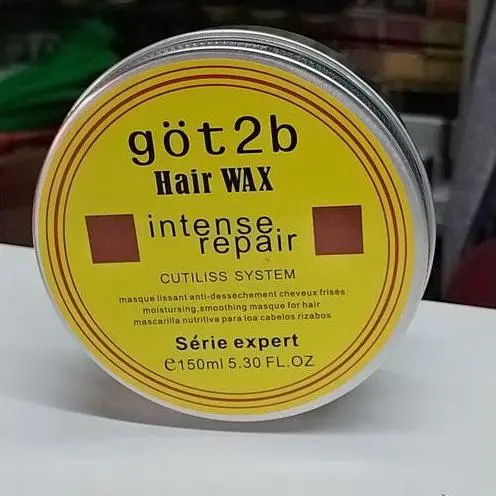 göt2b
Hair WAX
intense
repair
CUTILISS SYSTEM
masque lissant anti-dessèchement cheveux frisés
moistursing,smoothing masque for hair
mascarilla nutritiva para loa cabelos rizabos
Série expert
℮150ml 5.30 FL.OZ